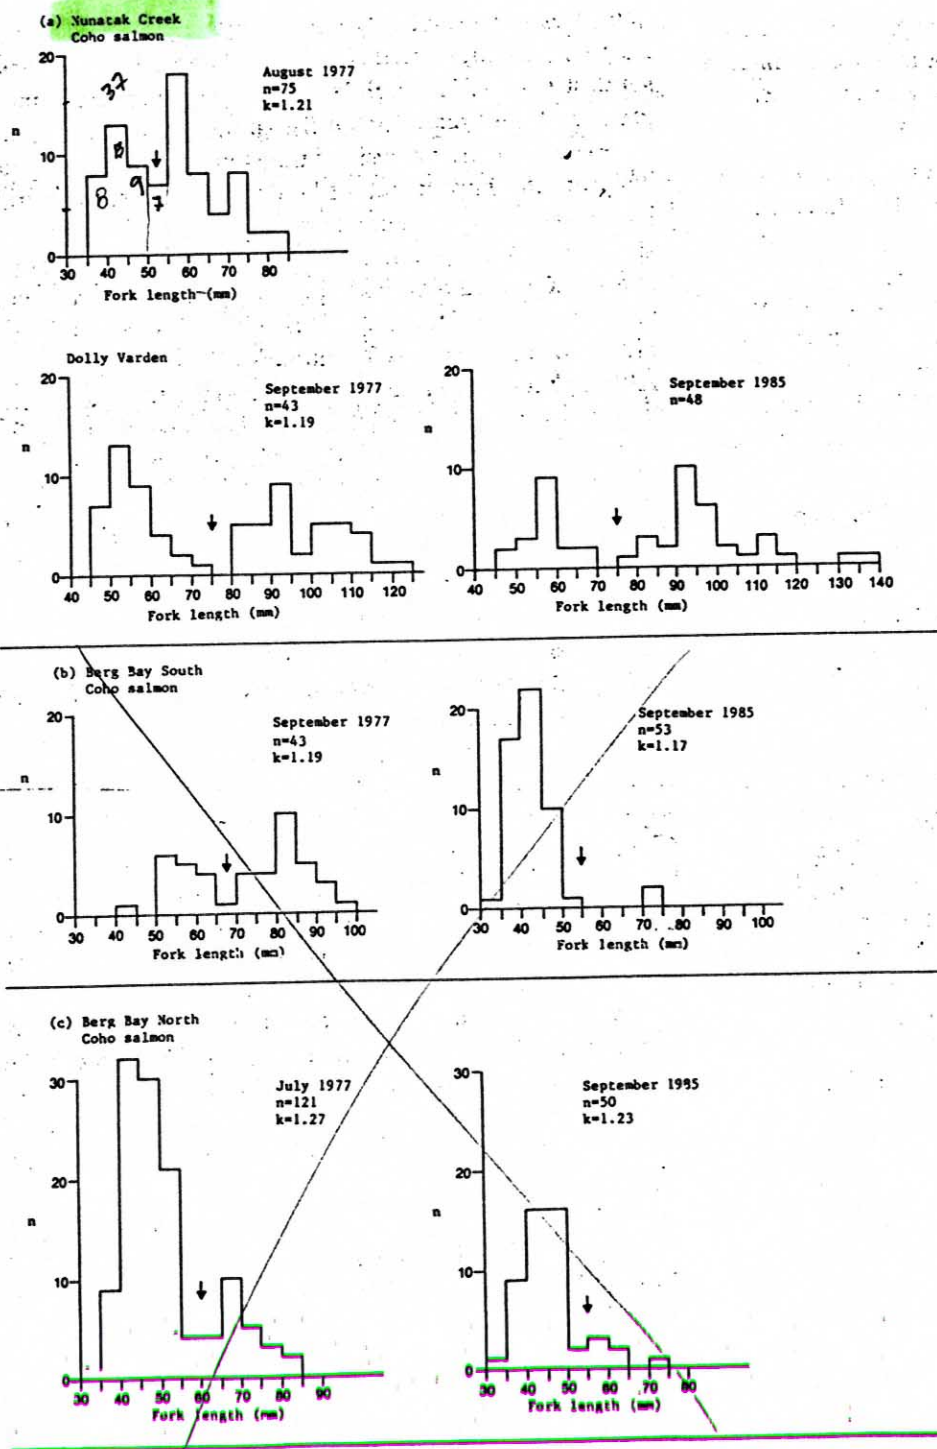 (a) Nunatak Creek
Coho salmon
August 1977
n=75
k=1.21
20
10
0
n
37
8
13
9
7
30 40 50 60 70 80
Fork length (mm)
Dolly Varden
September 1977
n=43
k=1.19
20
10
0
n
40 50 60 70 80 90 100 110 120
Fork length (mm)
September 1985
n=48
20
10
0
n
40 50 60 70 80 90 100 110 120 130 140
Fork length (mm)
(b) Berg Bay South
Coho salmon
September 1977
n=43
k=1.19
20
10
0
n
30 40 50 60 70 80 90 100
Fork length (mm)
September 1985
n=53
k=1.17
20
10
0
n
30 40 50 60 70 80 90 100
Fork length (mm)
(c) Berg Bay North
Coho salmon
July 1977
n=121
k=1.27
30
20
10
0
n
30 40 50 60 70 80 90
Fork length (mm)
September 1985
n=50
k=1.23
30
20
10
0
n
30 40 50 60 70 80
Fork length (mm)